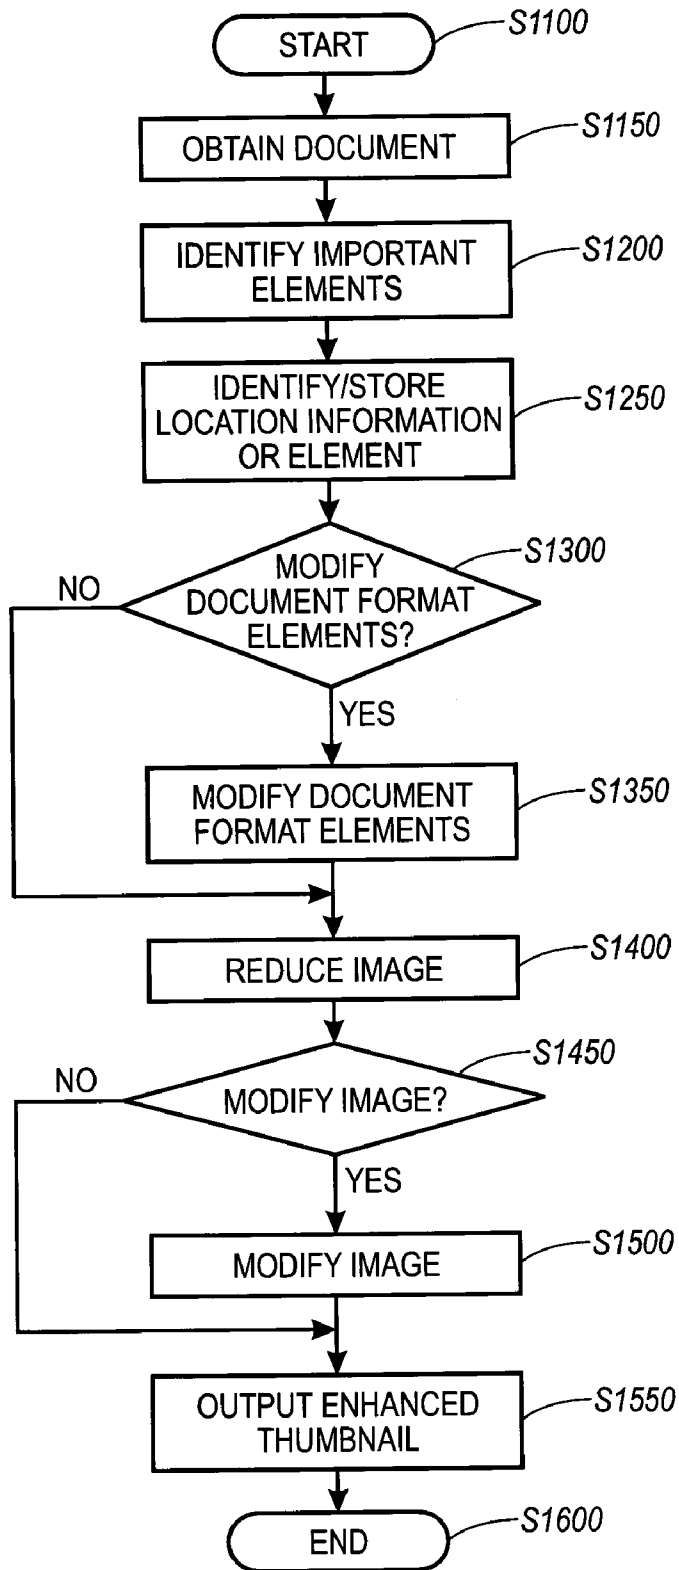 START
S1100
OBTAIN DOCUMENT
S1150
IDENTIFY IMPORTANT
ELEMENTS
S1200
IDENTIFY/STORE
LOCATION INFORMATION
OR ELEMENT
S1250
MODIFY
DOCUMENT FORMAT
ELEMENTS?
S1300
NO
YES
MODIFY DOCUMENT
FORMAT ELEMENTS
S1350
REDUCE IMAGE
S1400
MODIFY IMAGE?
S1450
NO
YES
MODIFY IMAGE
S1500
OUTPUT ENHANCED
THUMBNAIL
S1550
END
S1600